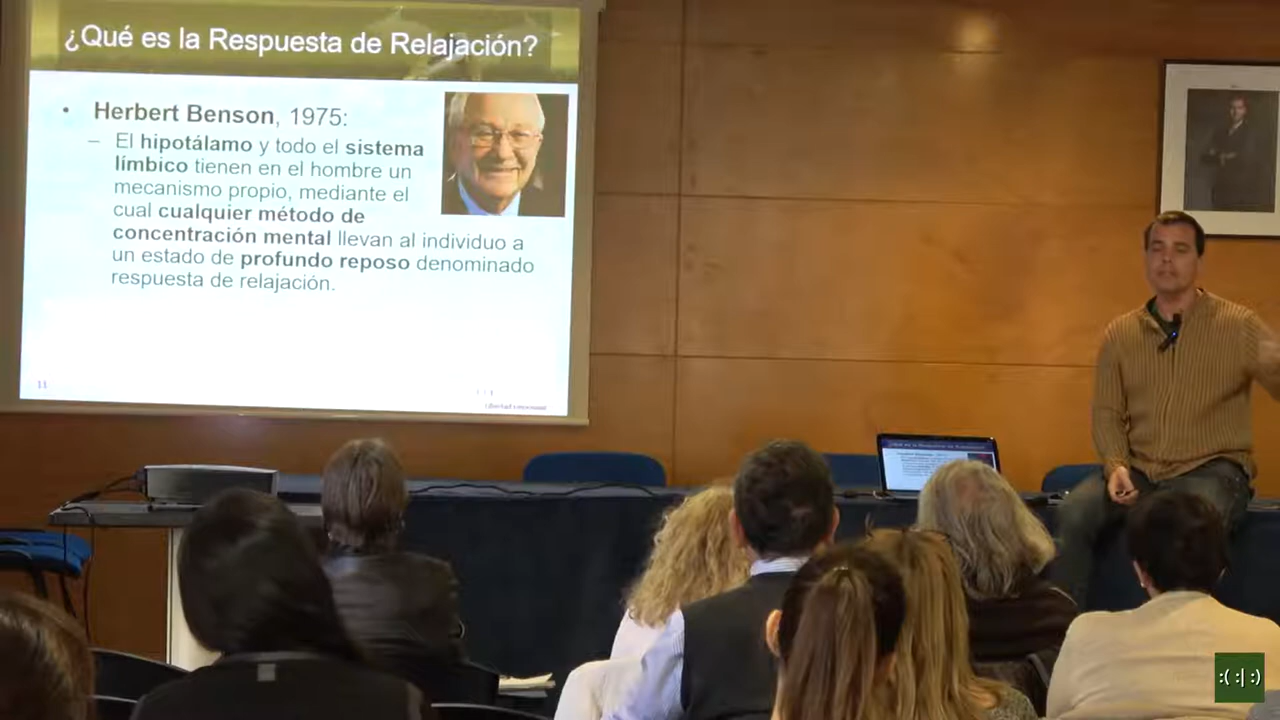 ¿Qué es la Respuesta de Relajación?
• Herbert Benson, 1975:
– El hipotálamo y todo el sistema
límbico tienen en el hombre un
mecanismo propio, mediante el
cual cualquier método de
concentración mental llevan al individuo a
un estado de profundo reposo denominado
respuesta de relajación.
11
:( :| :)